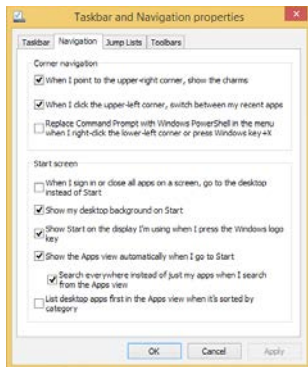 Taskbar and Navigation properties
Taskbar Navigation Jump Lists Toolbars
Corner navigation
When I point to the upper-right corner, show the charms
When I click the upper-left corner, switch between my recent apps
Replace Command Prompt with Windows PowerShell in the menu
when I right-click the lower-left corner or press Windows key+X
Start screen
When I sign in or close all apps on a screen, go to the desktop
instead of Start
Show my desktop background on Start
Show Start on the display I'm using when I press the Windows logo
key
Show the Apps view automatically when I go to Start
Search everywhere instead of just my apps when I search
from the Apps view
List desktop apps first in the Apps view when it's sorted by
category
OK Cancel Apply